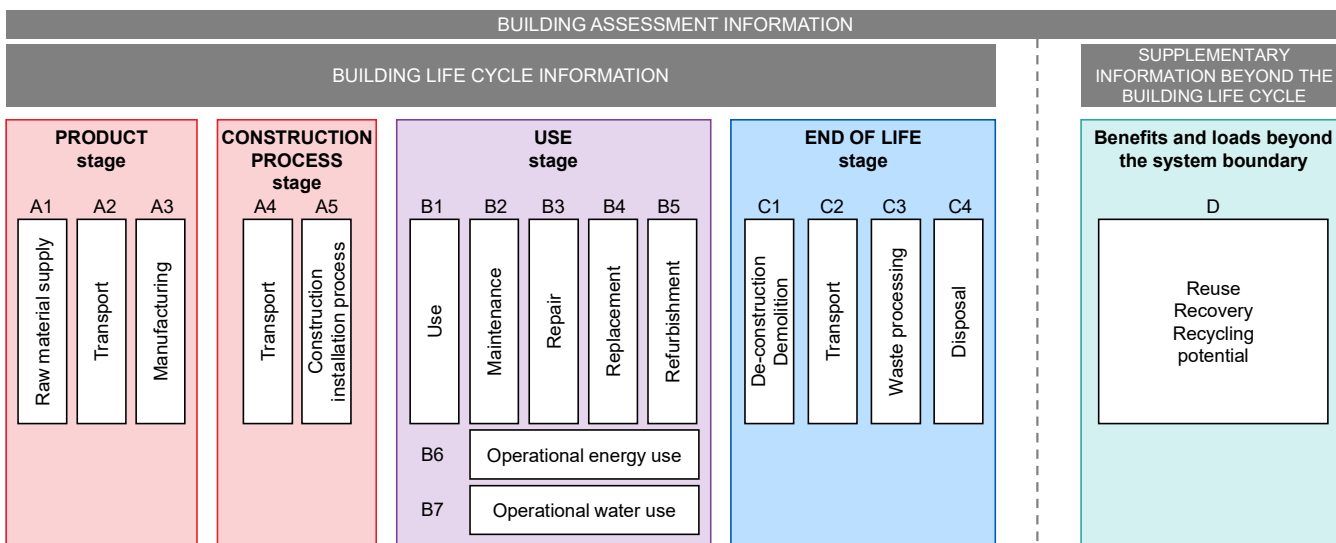 BUILDING ASSESSMENT INFORMATION
BUILDING LIFE CYCLE INFORMATION
SUPPLEMENTARY
INFORMATION BEYOND THE
BUILDING LIFE CYCLE
PRODUCT
stage
A1
A2
A3
Raw material supply
Transport
Manufacturing
CONSTRUCTION
PROCESS
stage
A4
A5
Transport
Construction
installation process
USE
stage
B1
B2
B3
B4
B5
Use
Maintenance
Repair
Replacement
Refurbishment
B6
Operational energy use
B7
Operational water use
END OF LIFE
stage
C1
C2
C3
C4
De-construction
Demolition
Transport
Waste processing
Disposal
Benefits and loads beyond
the system boundary
D
Reuse
Recovery
Recycling
potential